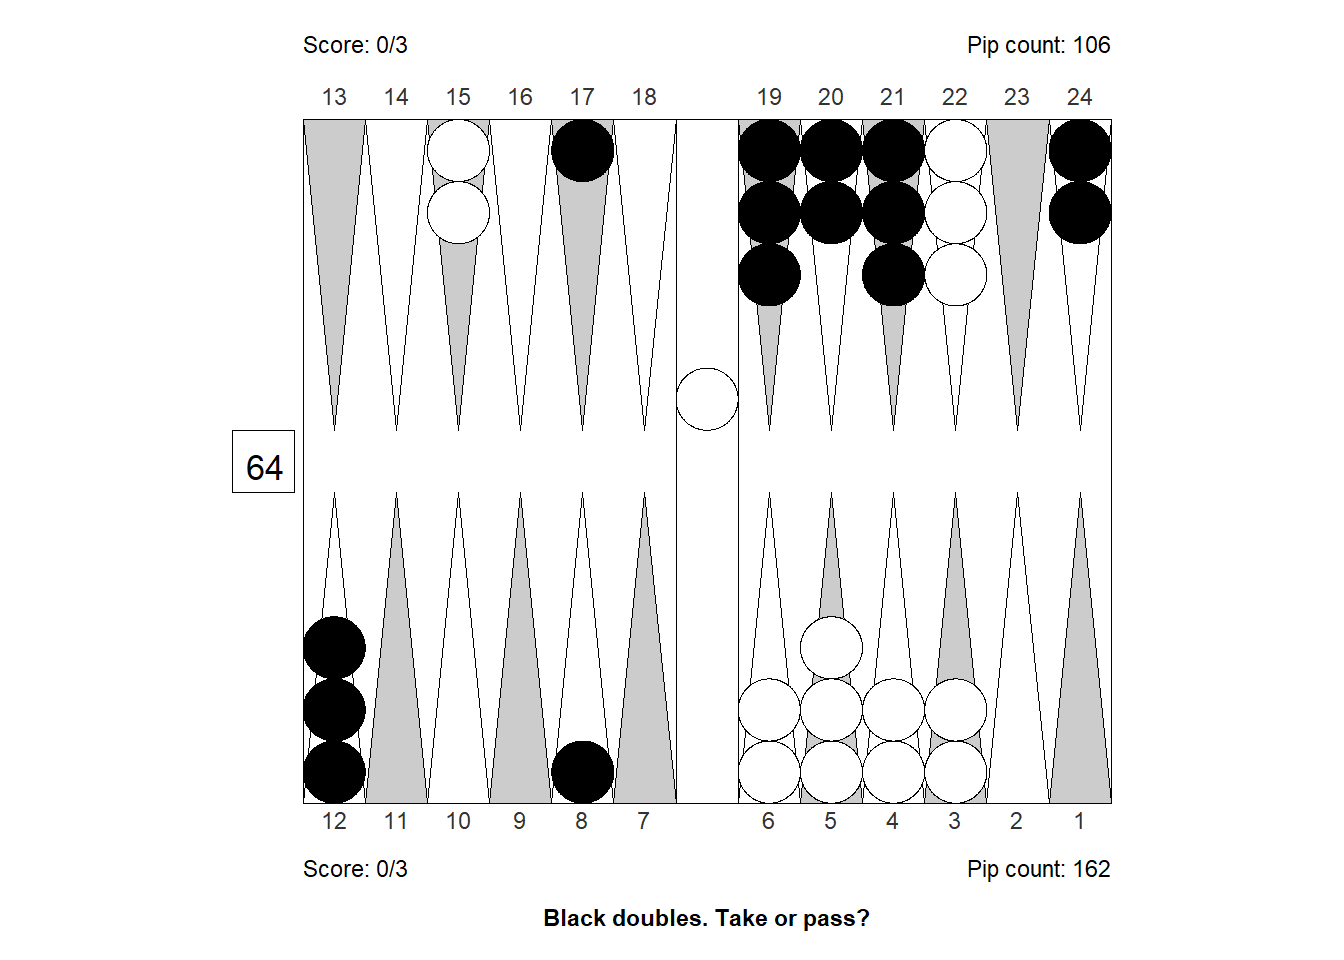 Score: 0/3 Pip count: 106
13 14 15 16 17 18 19 20 21 22 23 24
64
12 11 10 9 8 7 6 5 4 3 2 1
Score: 0/3 Pip count: 162
Black doubles. Take or pass?